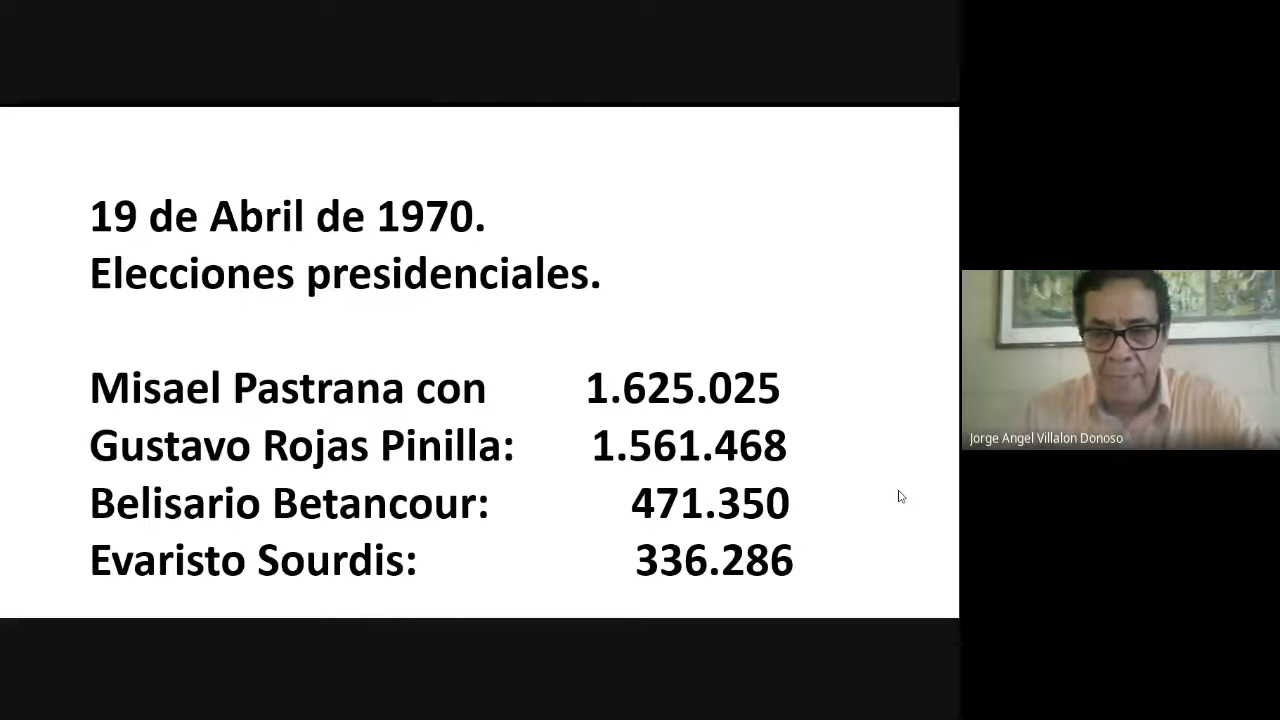 19 de Abril de 1970.
Elecciones presidenciales.
Misael Pastrana con 1.625.025
Gustavo Rojas Pinilla: 1.561.468
Belisario Betancour: 471.350
Evaristo Sourdis: 336.286
Jorge Angel Villalon Donoso